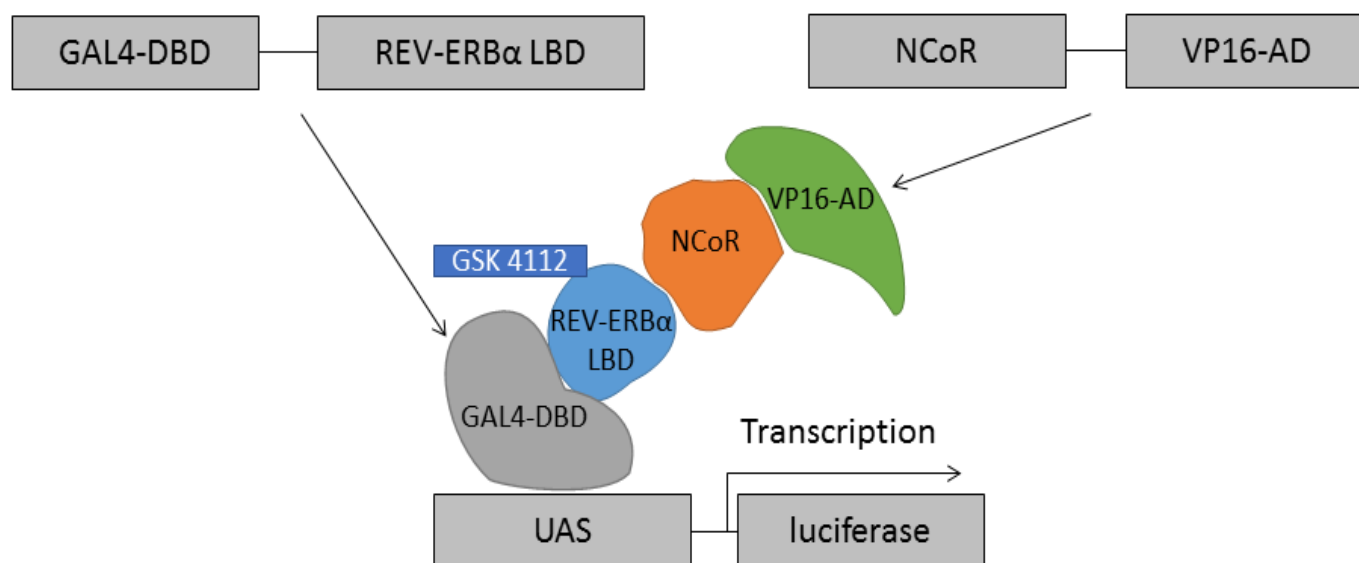 GAL4-DBD
REV-ERBα LBD
NCoR
VP16-AD
VP16-AD
NCoR
GSK 4112
REV-ERBα
LBD
GAL4-DBD
Transcription
UAS
luciferase